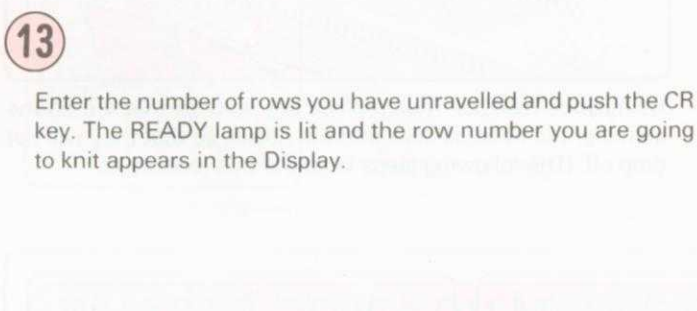 13
Enter the number of rows you have unravelled and push the CR
key. The READY lamp is lit and the row number you are going
to knit appears in the Display.